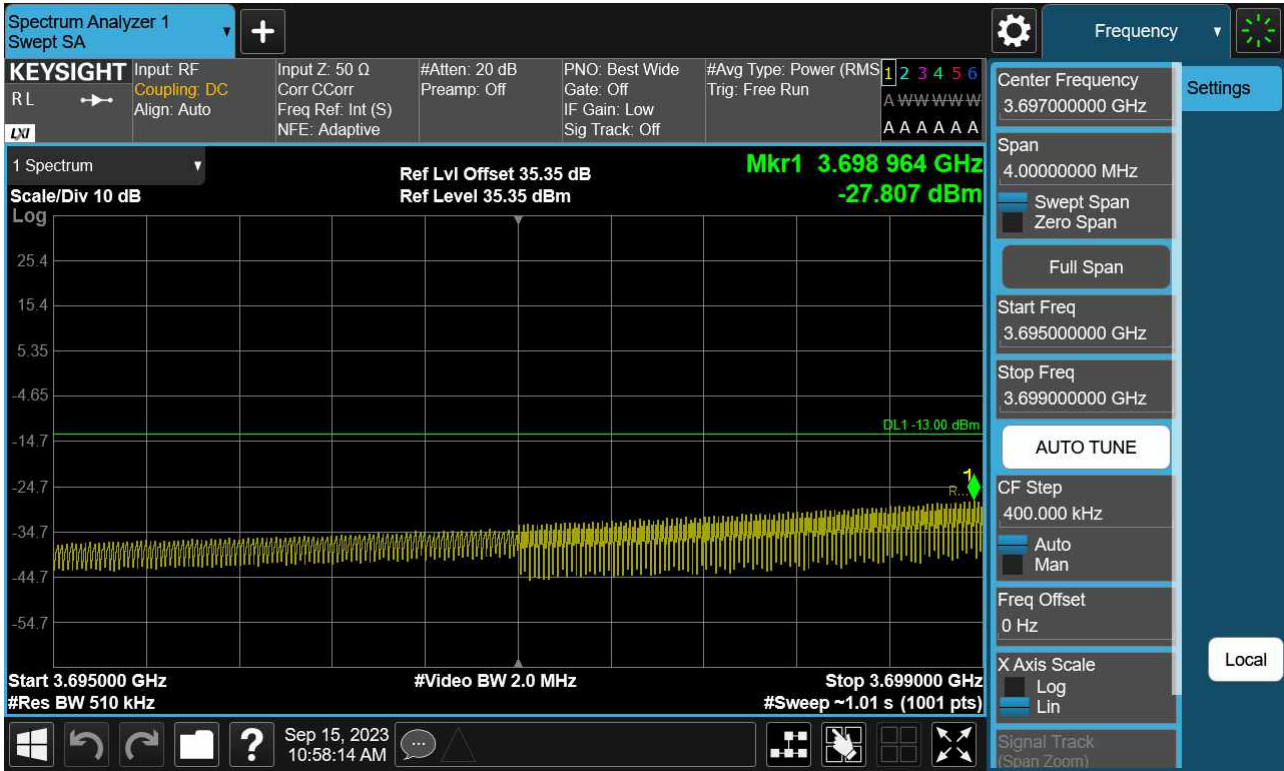 Spectrum Analyzer 1
Swept SA
+
Frequency
KEYSIGHT
R L
LXI
Input: RF
Coupling: DC
Align: Auto
Input Z: 50 Ω
Corr CCorr
Freq Ref: Int (S)
NFE: Adaptive
#Atten: 20 dB
Preamp: Off
PNO: Best Wide
Gate: Off
IF Gain: Low
Sig Track: Off
#Avg Type: Power (RMS
Trig: Free Run
1 2 3 4 5 6
A W W W W W
A A A A A A
1 Spectrum
Scale/Div 10 dB
Log
Ref Lvl Offset 35.35 dB
Ref Level 35.35 dBm
Mkr1 3.698 964 GHz
-27.807 dBm
25.4
15.4
5.35
-4.65
-14.7
-24.7
-34.7
-44.7
-54.7
DL1 -13.00 dBm
1
R...
Start 3.695000 GHz
#Res BW 510 kHz
#Video BW 2.0 MHz
Stop 3.699000 GHz
#Sweep ~1.01 s (1001 pts)
Center Frequency
3.697000000 GHz
Span
4.00000000 MHz
Swept Span
Zero Span
Full Span
Start Freq
3.695000000 GHz
Stop Freq
3.699000000 GHz
AUTO TUNE
CF Step
400.000 kHz
Auto
Man
Freq Offset
0 Hz
X Axis Scale
Log
Lin
Signal Track
(Span Zoom)
Settings
Local
?
Sep 15, 2023
10:58:14 AM